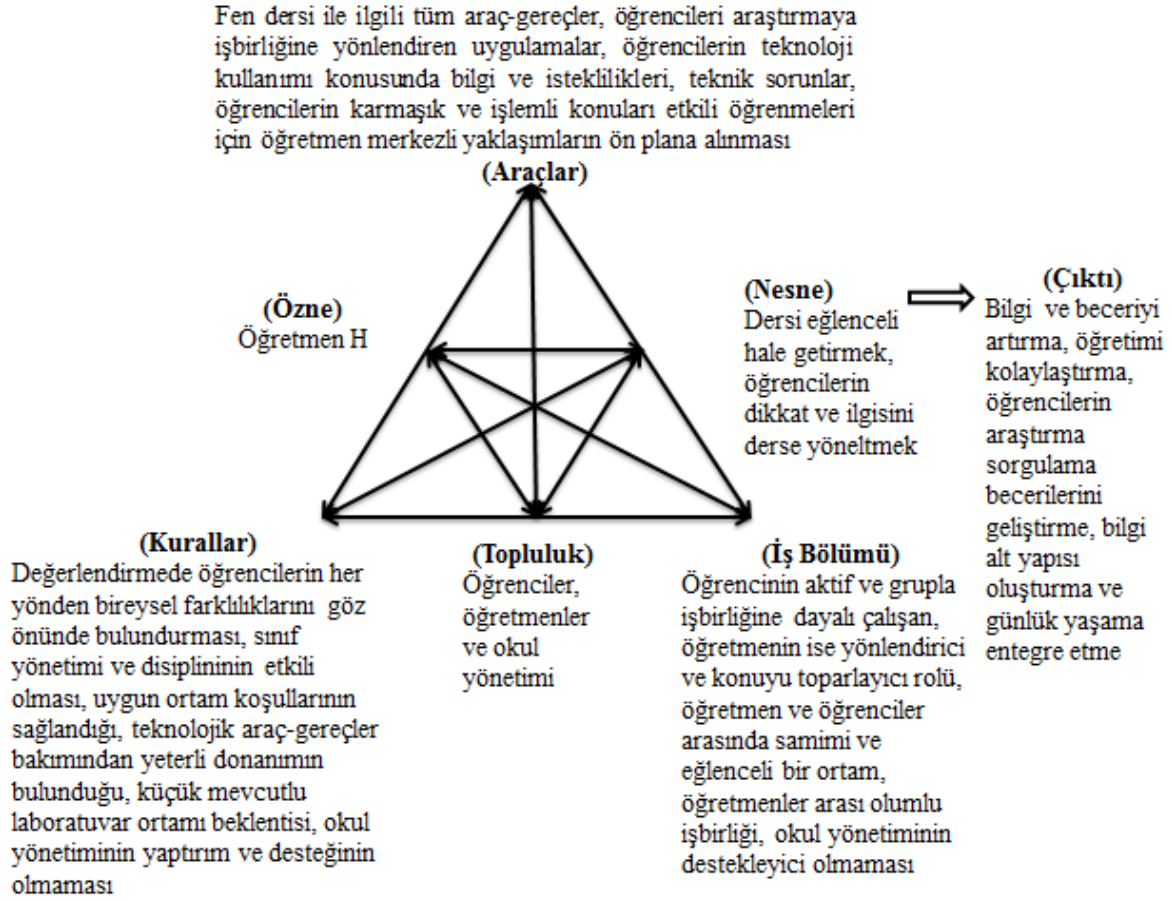 Fen dersi ile ilgili tüm araç-gereçler, öğrencileri araştırmaya
işbirliğine yönlendiren uygulamalar, öğrencilerin teknoloji
kullanımı konusunda bilgi ve isteklilikleri, teknik sorunlar,
öğrencilerin karmaşık ve işlemli konuları etkili öğrenmeleri
için öğretmen merkezli yaklaşımların ön plana alınması
(Araçlar)
(Özne)
Öğretmen H
(Nesne)
Dersi eğlenceli
hale getirmek,
öğrencilerin
dikkat ve ilgisini
derse yöneltmek
(Çıktı)
Bilgi ve beceriyi
artırma, öğretimi
kolaylaştırma,
öğrencilerin
araştırma
sorgulama
becerilerini
geliştirme, bilgi
alt yapısı
oluşturma ve
günlük yaşama
entegre etme
(Kurallar)
Değerlendirmede öğrencilerin her
yönden bireysel farklılıklarını göz
önünde bulundurması, sınıf
yönetimi ve disiplininin etkili
olması, uygun ortam koşullarının
sağlandığı, teknolojik araç-gereçler
bakımından yeterli donanımın
bulunduğu, küçük mevcutlu
laboratuvar ortamı beklentisi, okul
yönetiminin yaptırım ve desteğinin
olmaması
(Topluluk)
Öğrenciler,
öğretmenler
ve okul
yönetimi
(İş Bölümü)
Öğrencinin aktif ve grupla
işbirliğine dayalı çalışan,
öğretmenin ise yönlendirici
ve konuyu toparlayıcı rolü,
öğretmen ve öğrenciler
arasında samimi ve
eğlenceli bir ortam,
öğretmenler arası olumlu
işbirliği, okul yönetiminin
destekleyici olmaması